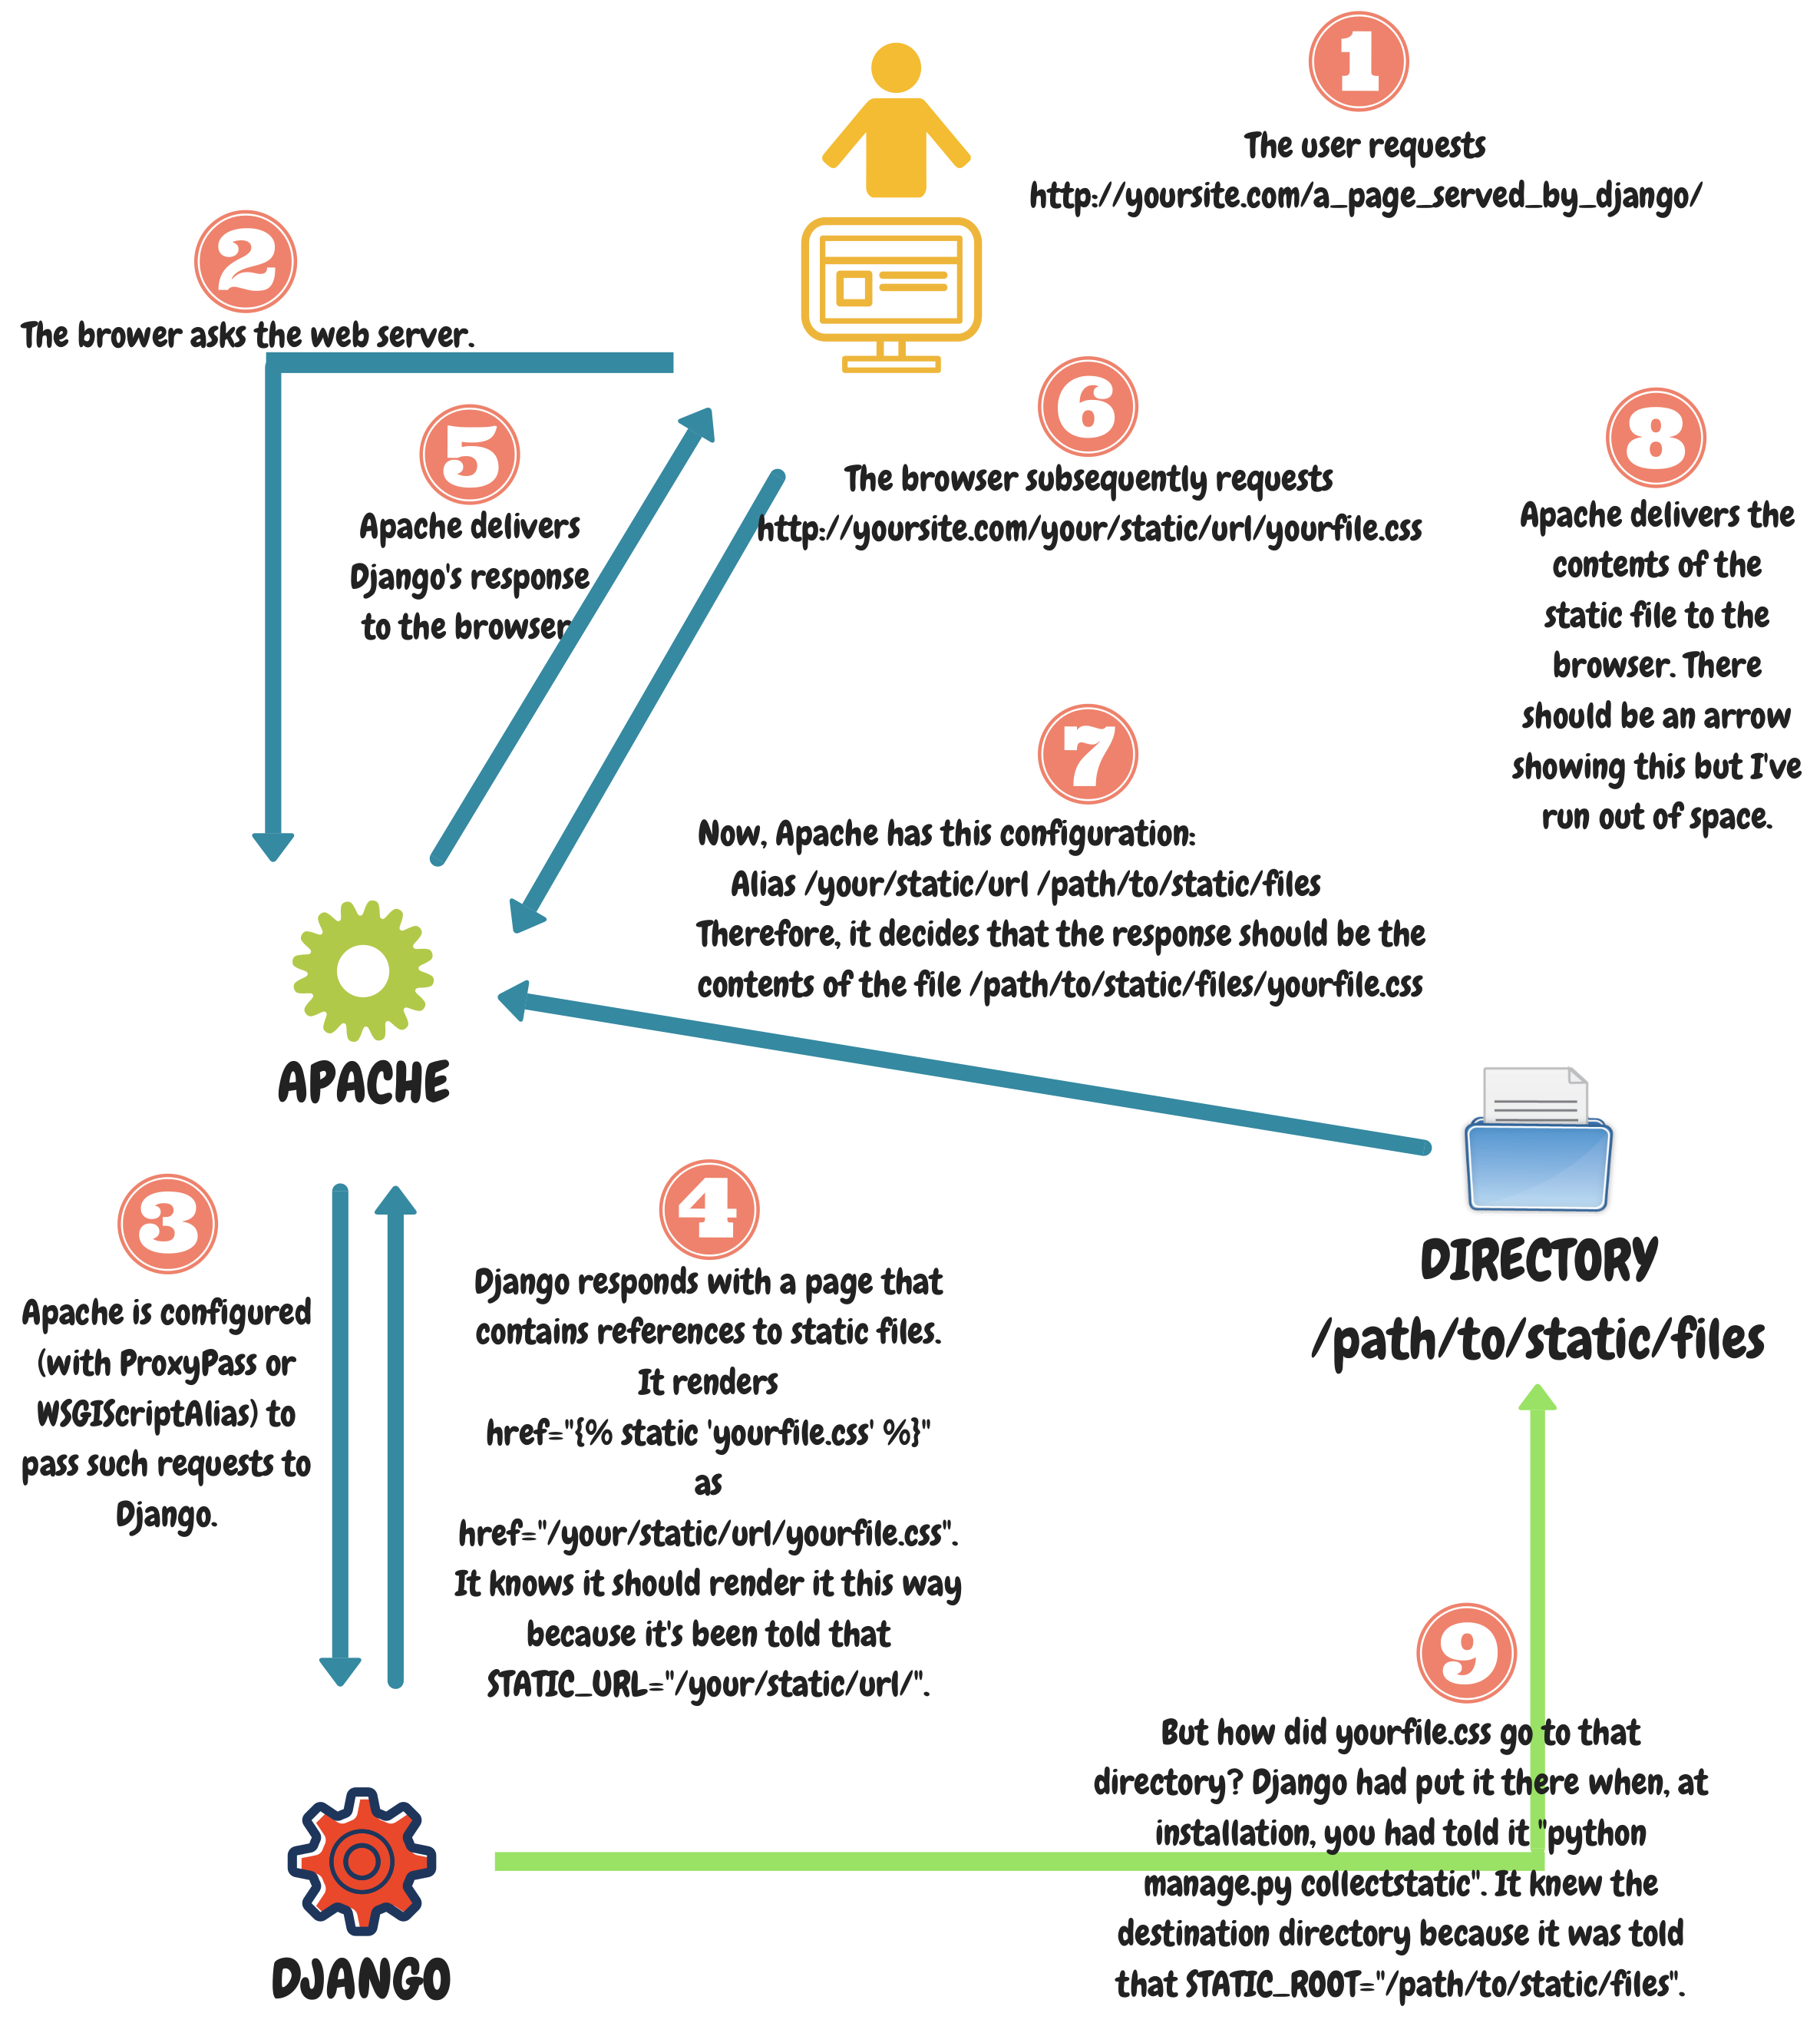 1
The user requests
http://yoursite.com/a_page_served_by_django/
2
The brower asks the web server.
5
Apache delivers
Django's response
to the browser.
6
The browser subsequently requests
http://yoursite.com/your/static/url/yourfile.css
8
Apache delivers the
contents of the
static file to the
browser. There
should be an arrow
showing this but I've
run out of space.
7
Now, Apache has this configuration:
Alias /your/static/url /path/to/static/files
Therefore, it decides that the response should be the
contents of the file /path/to/static/files/yourfile.css
APACHE
3
Apache is configured
(with ProxyPass or
WSGIScriptAlias) to
pass such requests to
Django.
4
Django responds with a page that
contains references to static files.
It renders
href="{% static 'yourfile.css' %}"
as
href="/your/static/url/yourfile.css".
It knows it should render it this way
because it's been told that
STATIC_URL="/your/static/url/".
DIRECTORY
/path/to/static/files
9
But how did yourfile.css go to that
directory? Django had put it there when, at
installation, you had told it "python
manage.py collectstatic". It knew the
destination directory because it was told
that STATIC_ROOT="/path/to/static/files".
DJANGO